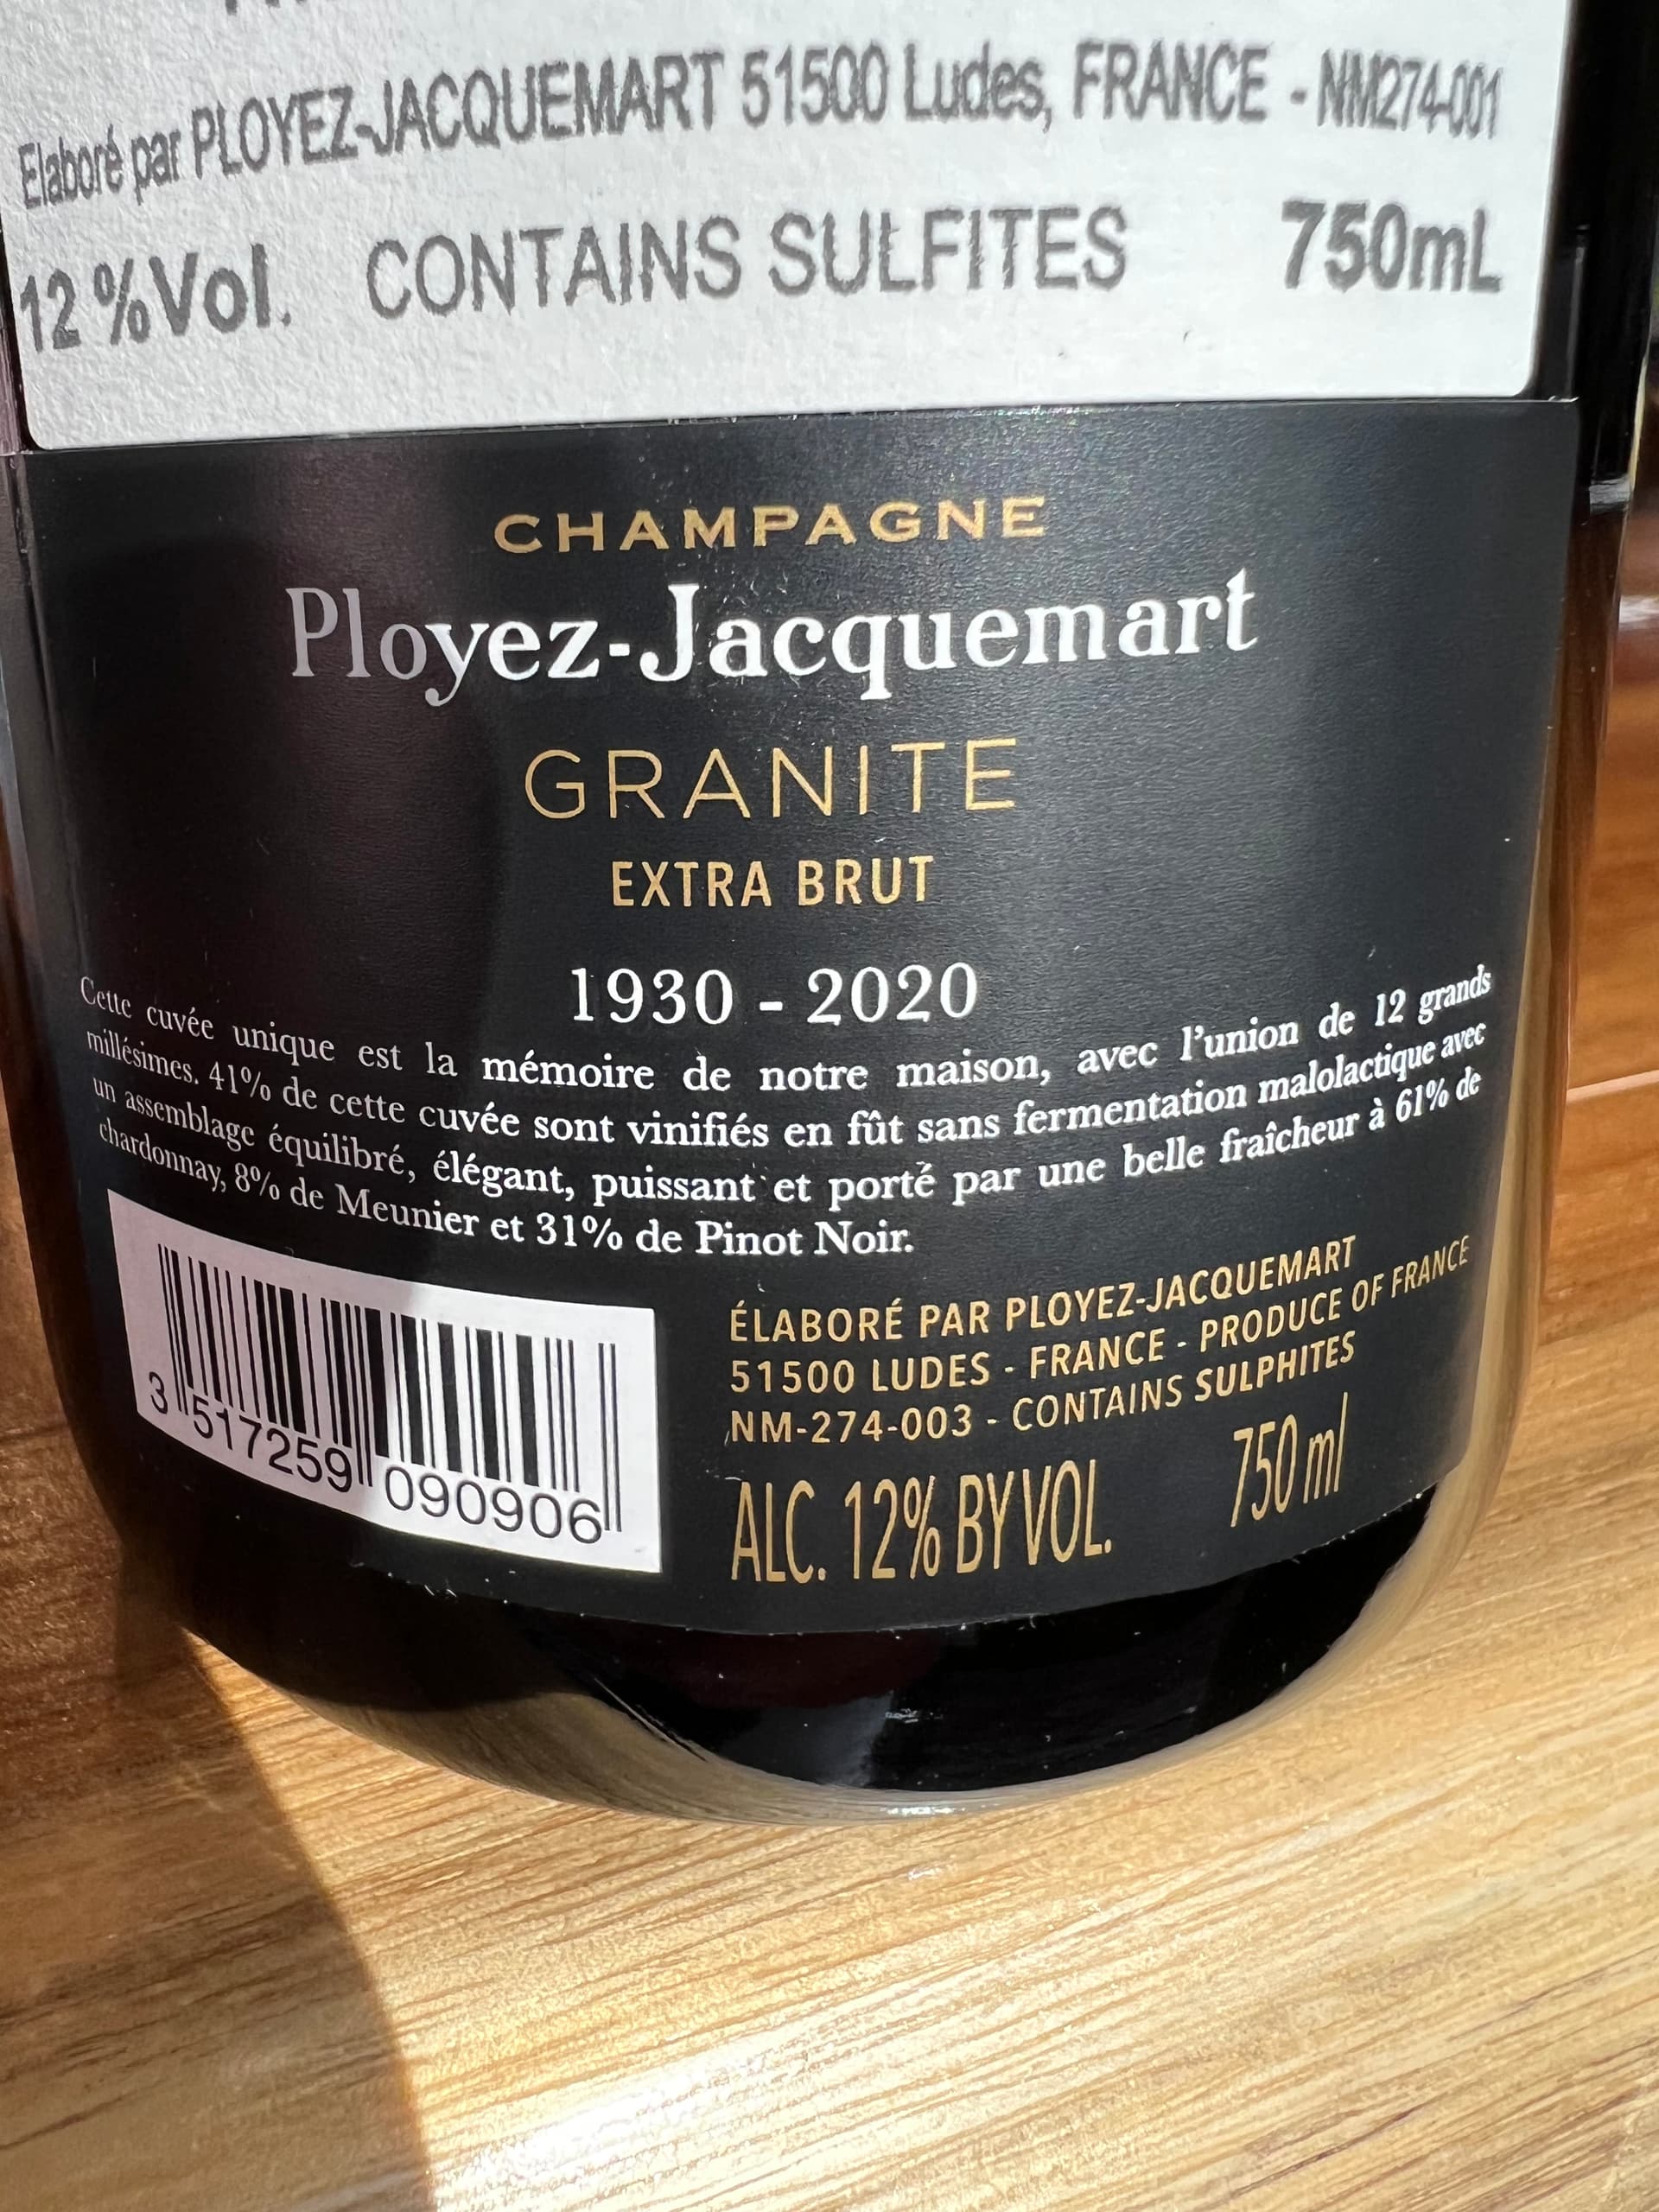 Elaboré par PLOYEZ-JACQUEMART 51500 Ludes, FRANCE - NM274-001
12 %Vol. CONTAINS SULFITES 750mL
CHAMPAGNE
Ployez-Jacquemart
GRANITE
EXTRA BRUT
1930 - 2020
Cette cuvée unique est la mémoire de notre maison, avec l'union de 12 grands
millésimes. 41% de cette cuvée sont vinifiés en fût sans fermentation malolactique avec
un assemblage équilibré, élégant, puissant et porté par une belle fraîcheur à 61% de
chardonnay, 8% de Meunier et 31% de Pinot Noir.
3 517259 090906
ÉLABORÉ PAR PLOYEZ-JACQUEMART
51500 LUDES - FRANCE - PRODUCE OF FRANCE
NM-274-003 - CONTAINS SULPHITES
ALC. 12% BY VOL. 750 ml